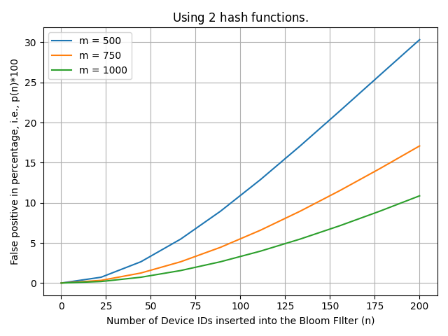 Using 2 hash functions.
m = 500
m = 750
m = 1000
False positive in percentage, i.e., p(n)*100
30
25
20
15
10
5
0
0 25 50 75 100 125 150 175 200
Number of Device IDs inserted into the Bloom FIlter (n)